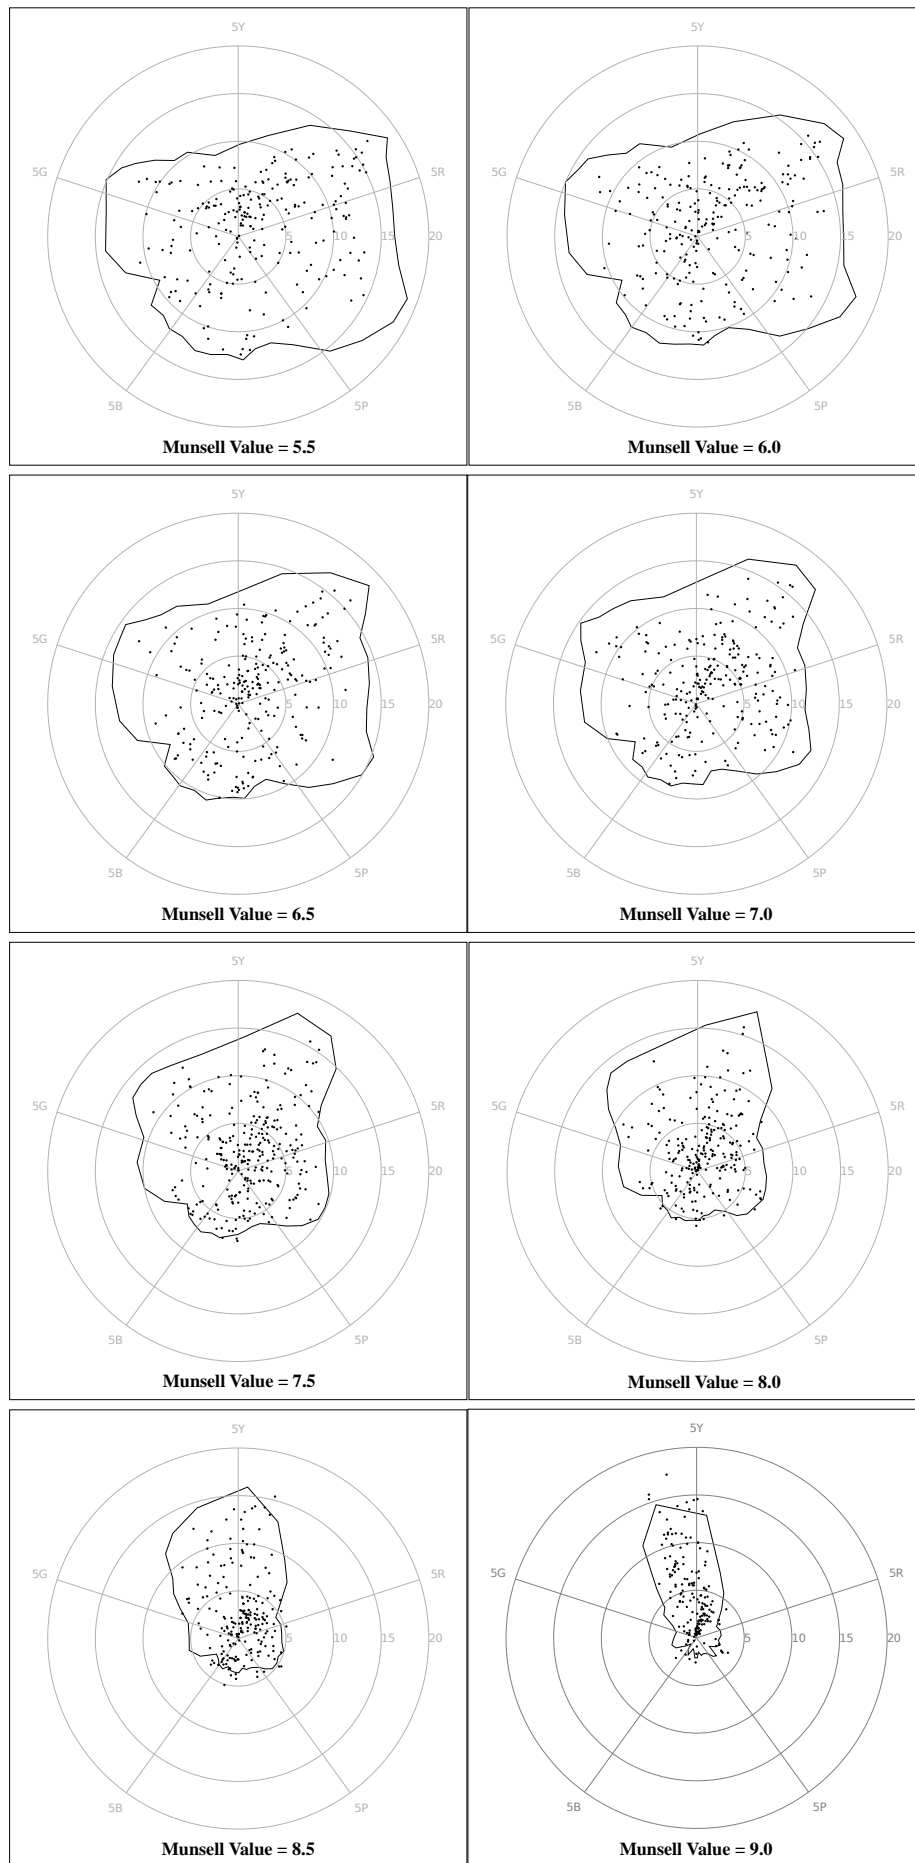 5Y
5Y
5G
5R
5G
5R
5
10
15
20
5
10
15
20
5B
5P
5B
5P
Munsell Value = 5.5
Munsell Value = 6.0
5Y
5Y
5G
5R
5G
5R
5
10
15
20
5
10
15
20
5B
5P
5B
5P
Munsell Value = 6.5
Munsell Value = 7.0
5Y
5Y
5G
5R
5G
5R
5
10
15
20
5
10
15
20
5B
5P
5B
5P
Munsell Value = 7.5
Munsell Value = 8.0
5Y
5Y
5G
5R
5G
5R
5
10
15
20
5
10
15
20
5B
5P
5B
5P
Munsell Value = 8.5
Munsell Value = 9.0